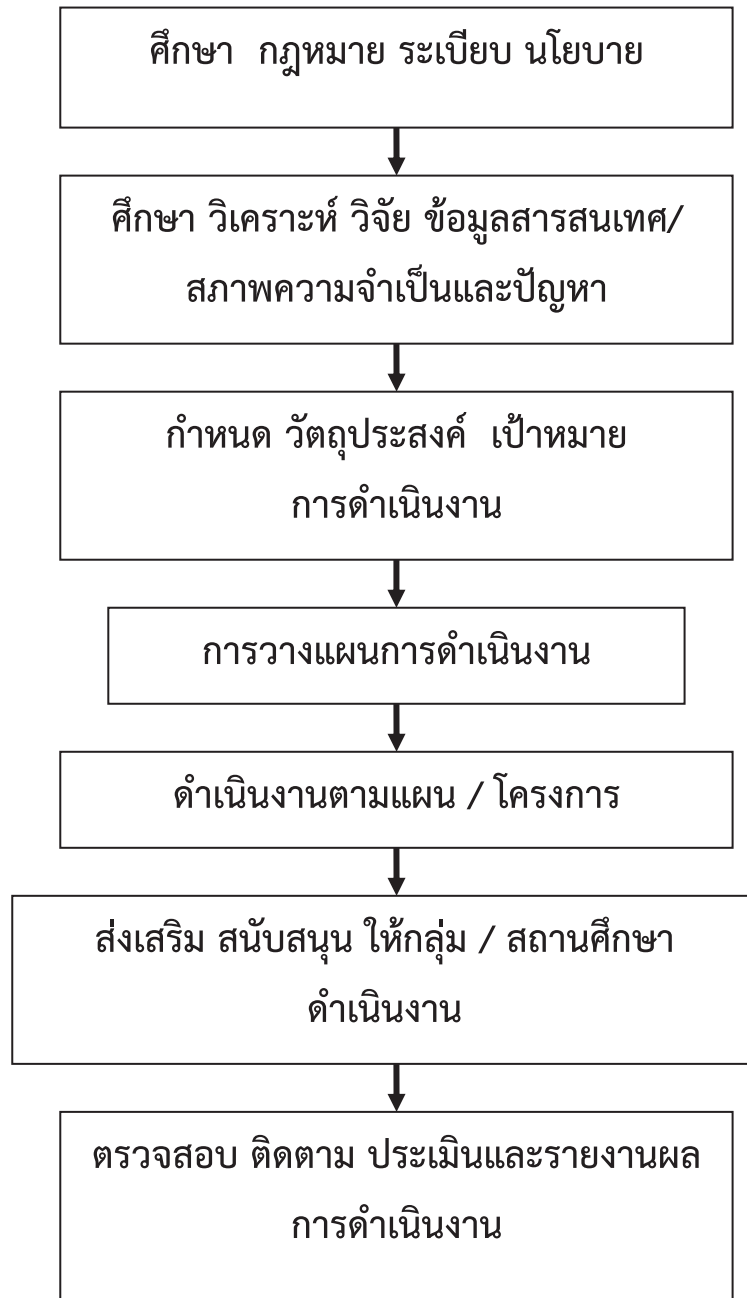 ศึกษา  กฎหมาย ระเบียบ นโยบาย
ศึกษา วิเคราะห์ วิจัย ข้อมูลสารสนเทศ/
สภาพความจำเป็นและปัญหา
กำหนด วัตถุประสงค์  เป้าหมาย
การดำเนินงาน
การวางแผนการดำเนินงาน
ดำเนินงานตามแผน / โครงการ
ส่งเสริม สนับสนุน ให้กลุ่ม / สถานศึกษา
ดำเนินงาน
ตรวจสอบ ติดตาม ประเมินและรายงานผล
การดำเนินงาน